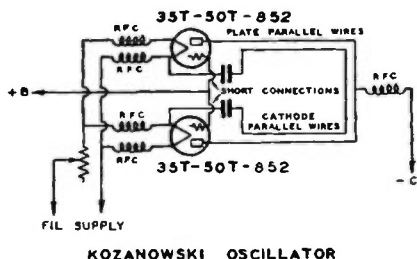 35T-50T-852
RFC
PLATE PARALLEL WIRES
RFC
RFC
+B
SHORT CONNECTIONS
RFC
CATHODE
PARALLEL WIRES
RFC
35T-50T-852
-C
FIL SUPPLY
KOZANOWSKI OSCILLATOR